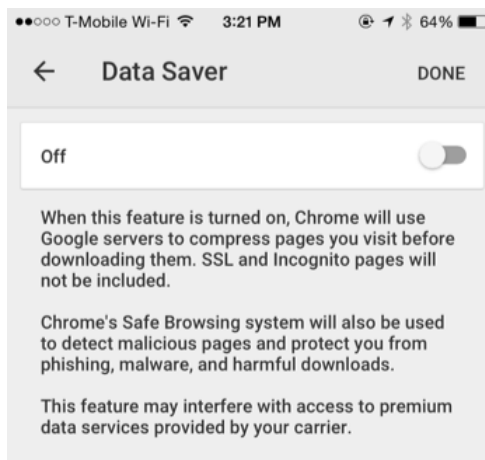 T-Mobile Wi-Fi 3:21 PM 64%
Data Saver DONE
Off
When this feature is turned on, Chrome will use
Google servers to compress pages you visit before
downloading them. SSL and Incognito pages will
not be included.
Chrome's Safe Browsing system will also be used
to detect malicious pages and protect you from
phishing, malware, and harmful downloads.
This feature may interfere with access to premium
data services provided by your carrier.